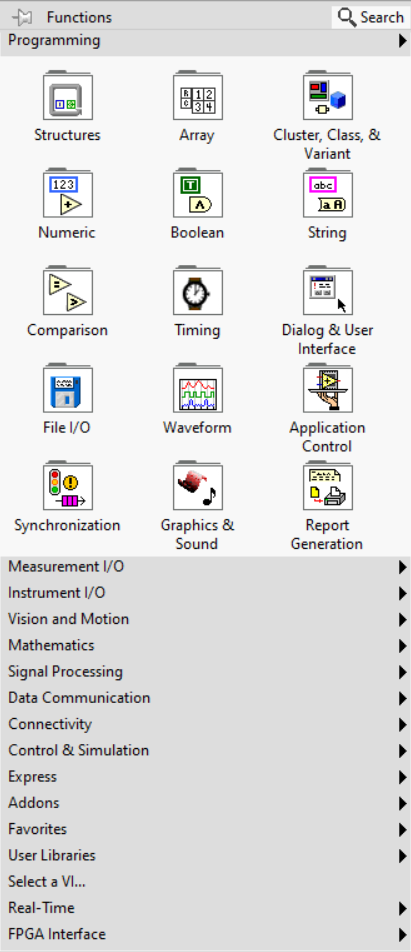 Functions
Search
Programming
Structures
Array
Cluster, Class, &
Variant
123
Numeric
Boolean
abc
String
Comparison
Timing
Dialog & User
Interface
File I/O
Waveform
Application
Control
Synchronization
Graphics &
Sound
Report
Generation
Measurement I/O
Instrument I/O
Vision and Motion
Mathematics
Signal Processing
Data Communication
Connectivity
Control & Simulation
Express
Addons
Favorites
User Libraries
Select a VI...
Real-Time
FPGA Interface